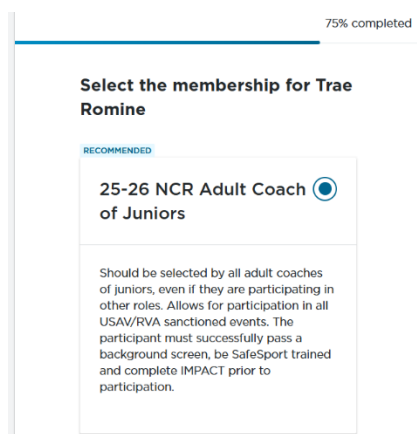 75% completed
Select the membership for Trae
Romine
RECOMMENDED
25-26 NCR Adult Coach
of Juniors
Should be selected by all adult coaches
of juniors, even if they are participating in
other roles. Allows for participation in all
USAV/RVA sanctioned events. The
participant must successfully pass a
background screen, be SafeSport trained
and complete IMPACT prior to
participation.